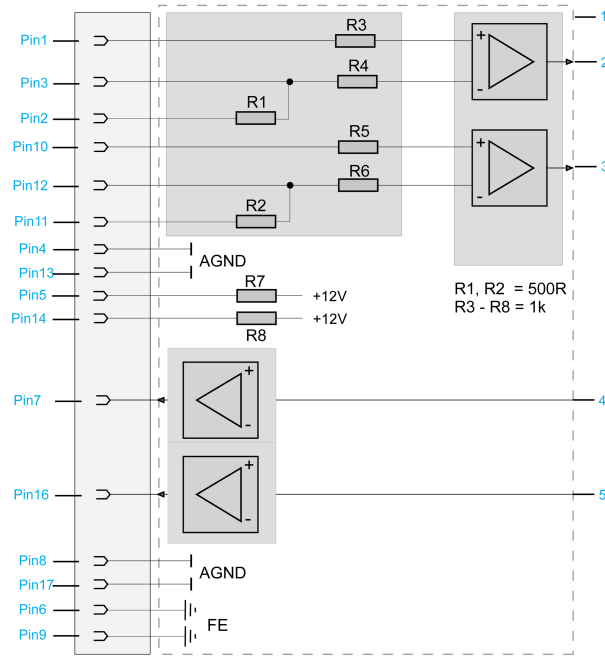 1
Pin1
R3
+
Pin3
R4
2
-
R1
Pin2
Pin10
R5
+
3
Pin12
R6
-
R2
Pin11
Pin4
AGND
Pin13
R7
R1, R2 = 500R
Pin5
+12V
R3 - R8 = 1k
Pin14
+12V
R8
+
Pin7
4
-
+
Pin16
5
-
Pin8
AGND
Pin17
Pin6
FE
Pin9